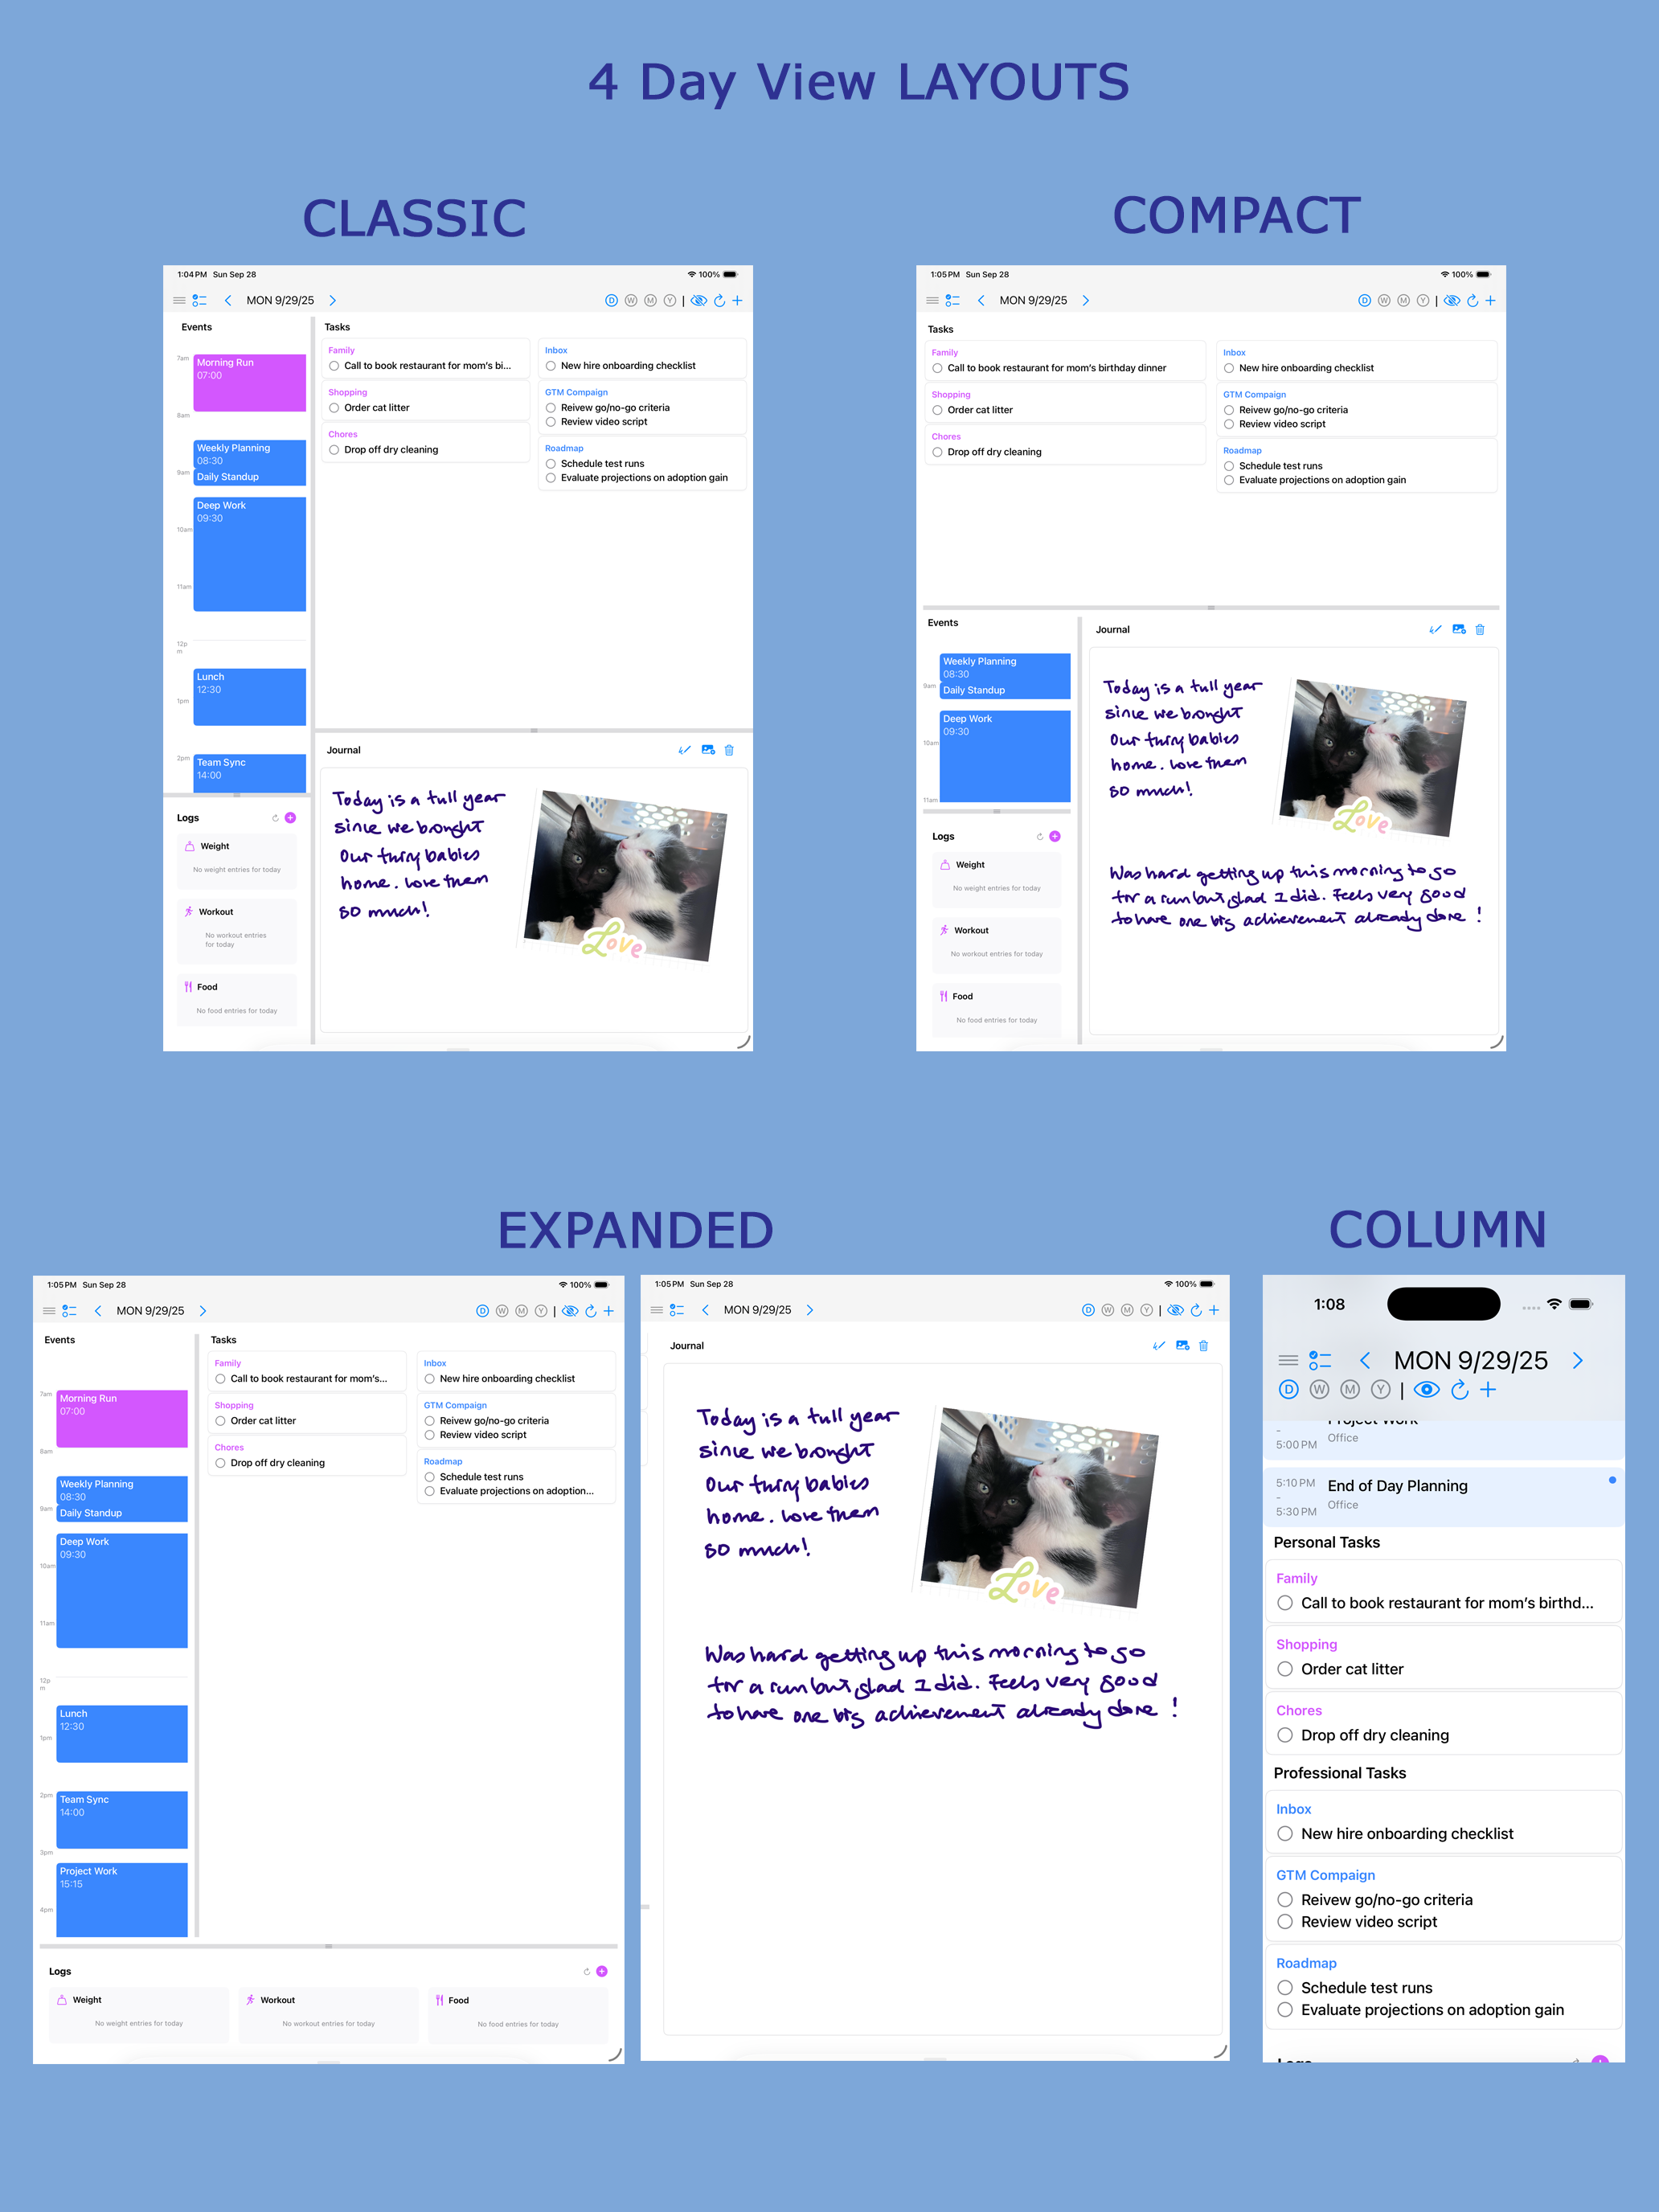 4 Day View LAYOUTS
CLASSIC
1:04 PM Sun Sep 28
100%
MON 9/29/25
D W M Y
Events
7am
Morning Run
07:00
8am
Weekly Planning
08:30
9am
Daily Standup
Deep Work
09:30
10am
11am
12p
m
Lunch
12:30
1pm
2pm
Team Sync
14:00
Logs
Weight
No weight entries for today
Workout
No workout entries
for today
Food
No food entries for today
Tasks
Family
Call to book restaurant for mom's bi...
Shopping
Order cat litter
Chores
Drop off dry cleaning
Inbox
New hire onboarding checklist
GTM Compaign
Reivew go/no-go criteria
Review video script
Roadmap
Schedule test runs
Evaluate projections on adoption gain
Journal
Today is a full year
since we brought
our furry babies
home. Love them
so much!
Love
COMPACT
1:05 PM Sun Sep 28
100%
MON 9/29/25
D W M Y
Tasks
Family
Call to book restaurant for mom's birthday dinner
Shopping
Order cat litter
Chores
Drop off dry cleaning
Inbox
New hire onboarding checklist
GTM Compaign
Reivew go/no-go criteria
Review video script
Roadmap
Schedule test runs
Evaluate projections on adoption gain
Events
Weekly Planning
08:30
9am
Daily Standup
Deep Work
09:30
10am
11am
Logs
Weight
No weight entries for today
Workout
No workout entries for today
Food
No food entries for today
Journal
Today is a full year
since we brought
our furry babies
home. Love them
so much!
Love
Was hard getting up this morning to go
for a run but glad I did. Feels very good
to have one big achievement already done!
EXPANDED
1:05 PM Sun Sep 28
100%
MON 9/29/25
D W M Y
Events
7am
Morning Run
07:00
8am
Weekly Planning
08:30
9am
Daily Standup
Deep Work
09:30
10am
11am
12p
m
Lunch
12:30
1pm
2pm
Team Sync
14:00
3pm
Project Work
15:15
4pm
Tasks
Family
Call to book restaurant for mom's...
Shopping
Order cat litter
Chores
Drop off dry cleaning
Inbox
New hire onboarding checklist
GTM Compaign
Reivew go/no-go criteria
Review video script
Roadmap
Schedule test runs
Evaluate projections on adoption...
Logs
Weight
No weight entries for today
Workout
No workout entries for today
Food
No food entries for today
1:05 PM Sun Sep 28
100%
MON 9/29/25
D W M Y
Journal
Today is a full year
since we brought
our furry babies
home. Love them
so much!
Love
Was hard getting up this morning to go
for a run but glad I did. Feels very good
to have one big achievement already done!
COLUMN
1:08
MON 9/29/25
D W M Y
Project Work
- 5:00 PM
Office
5:10 PM - 5:30 PM
End of Day Planning
Office
Personal Tasks
Family
Call to book restaurant for mom's birthd...
Shopping
Order cat litter
Chores
Drop off dry cleaning
Professional Tasks
Inbox
New hire onboarding checklist
GTM Compaign
Reivew go/no-go criteria
Review video script
Roadmap
Schedule test runs
Evaluate projections on adoption gain
Logs